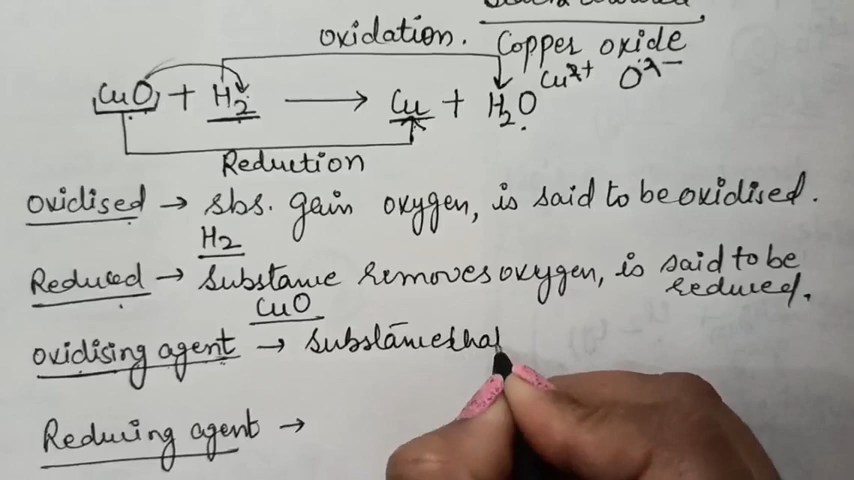 oxidation.
Copper oxide
Cu2+ O2-
CuO + H2 → Cu + H2O
Reduction
oxidised → sbs. gain oxygen, is said to be oxidised.
H2
Reduced → substance removes oxygen, is said to be
reduced.
CuO
oxidising agent → substance that
Reducing agent →